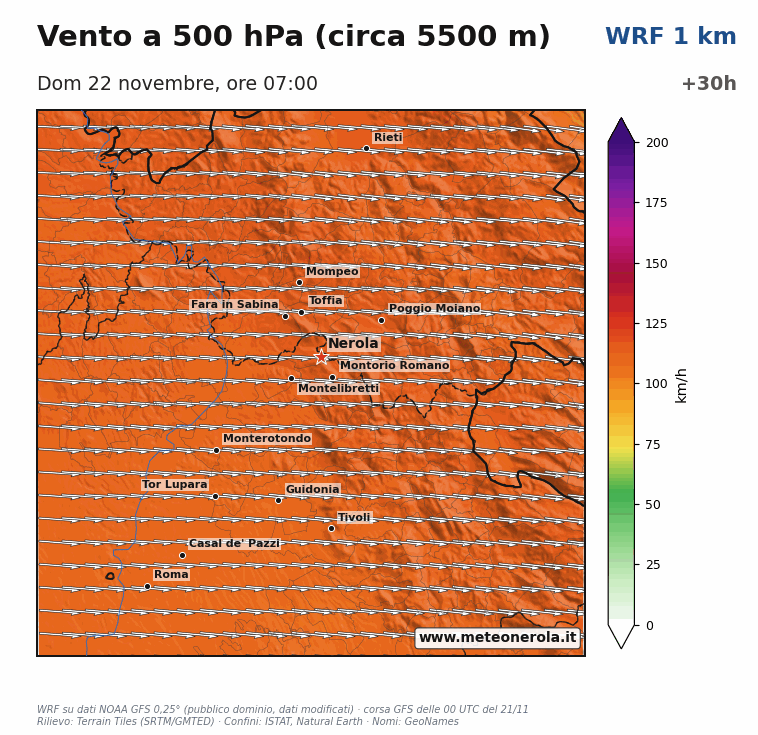 Vento a 500 hPa (circa 5500 m)
WRF 1 km
Dom 22 novembre, ore 07:00
+30h
Rieti
Mompeo
Fara in Sabina
Toffia
Poggio Moiano
Nerola
Montorio Romano
Montelibretti
Monterotondo
Tor Lupara
Guidonia
Tivoli
Casal de' Pazzi
Roma
www.meteonerola.it
200
175
150
125
100
75
50
25
0
km/h
WRF su dati NOAA GFS 0,25° (pubblico dominio, dati modificati) · corsa GFS delle 00 UTC del 21/11
Rilievo: Terrain Tiles (SRTM/GMTED) · Confini: ISTAT, Natural Earth · Nomi: GeoNames